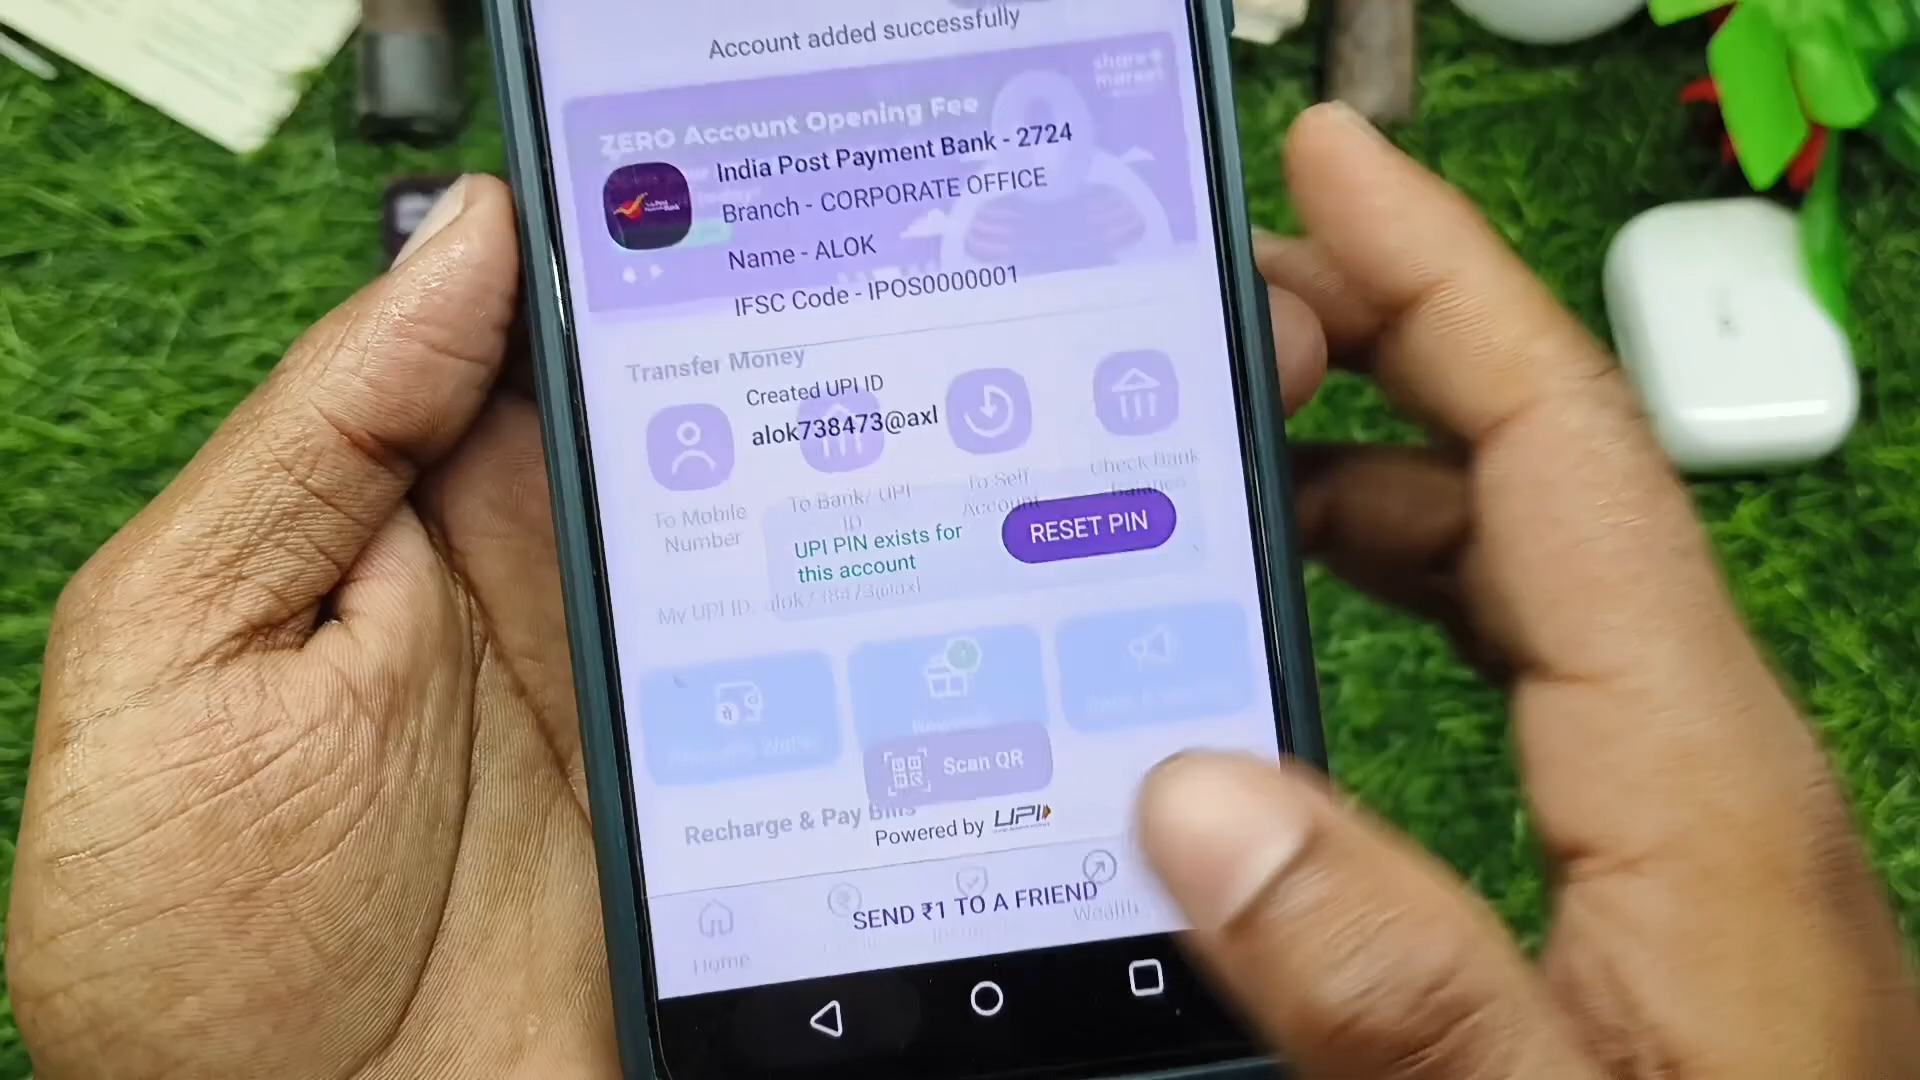 Account added successfully
share
market
ZERO Account Opening Fee
India Post Payment Bank - 2724
Branch - CORPORATE OFFICE
Name - ALOK
IFSC Code - IPOS0000001
Transfer Money
Created UPI ID
alok738473@axl
To Mobile
Number
To Bank/ UPI
ID
To Self
Account
Check Bank
Balance
UPI PIN exists for
this account
RESET PIN
My UPI ID: alok738473@axl
Scan QR
Recharge & Pay Bills
Powered by UPI
SEND ₹1 TO A FRIEND
Home
Wealth